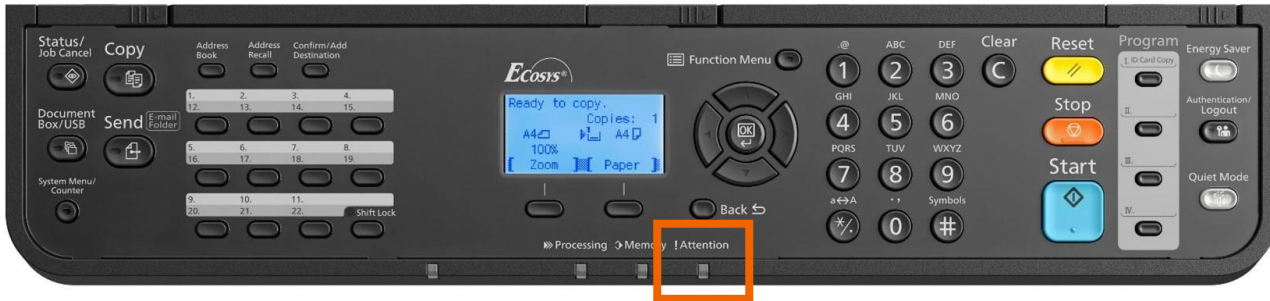 Status/
Job Cancel
Copy
Address
Book
Address
Recall
Confirm/Add
Destination
1. 2. 3. 4.
12. 13. 14. 15.
Document
Box/USB
Send
E-mail
Folder
5. 6. 7. 8.
16. 17. 18. 19.
System Menu/
Counter
9. 10. 11.
20. 21. 22. Shift Lock
ECOSYS®
Ready to copy.
Copies: 1
A4 A4
100%
[ Zoom ] [ Paper ]
Function Menu
OK
Back
Processing Memory ! Attention
.@ ABC DEF
1 2 3
GHI JKL MNO
4 5 6
PQRS TUV WXYZ
7 8 9
a↔A ., Symbols
*/. 0 #
Clear
C
Reset
Stop
Start
Program
I. ID Card Copy
II.
III.
IV.
Energy Saver
Authentication/
Logout
Quiet Mode